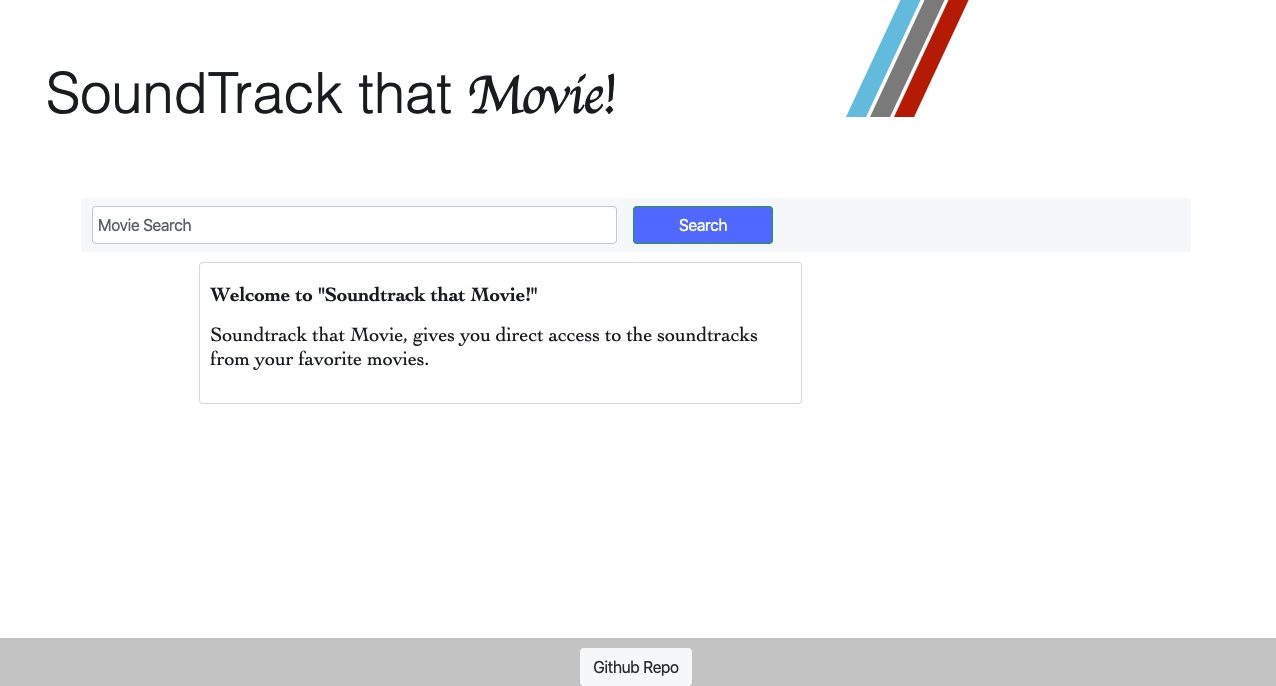 SoundTrack that Movie!
Movie Search
Search
Welcome to "Soundtrack that Movie!"
Soundtrack that Movie, gives you direct access to the soundtracks
from your favorite movies.
Github Repo